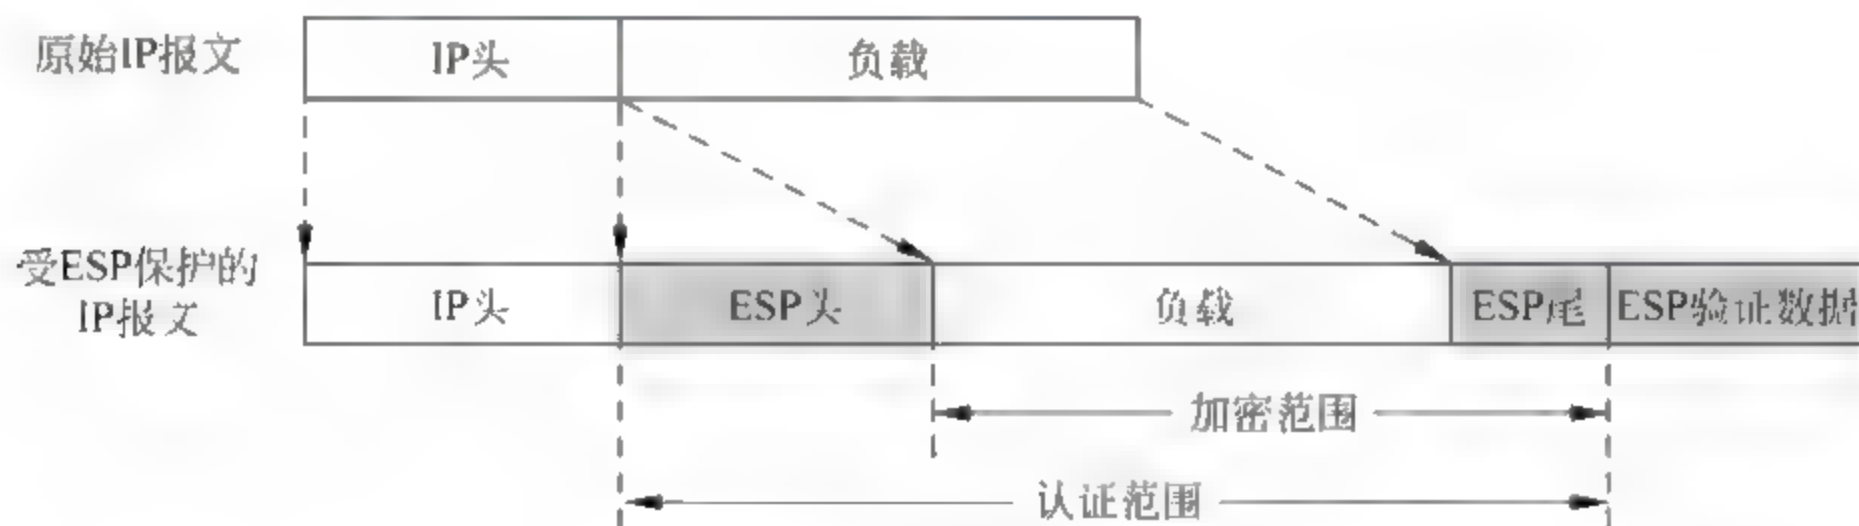 原始IP报文
IP头
负载
受ESP保护的
IP报文
IP头
ESP头
负载
ESP尾
ESP验证数据
加密范围
认证范围